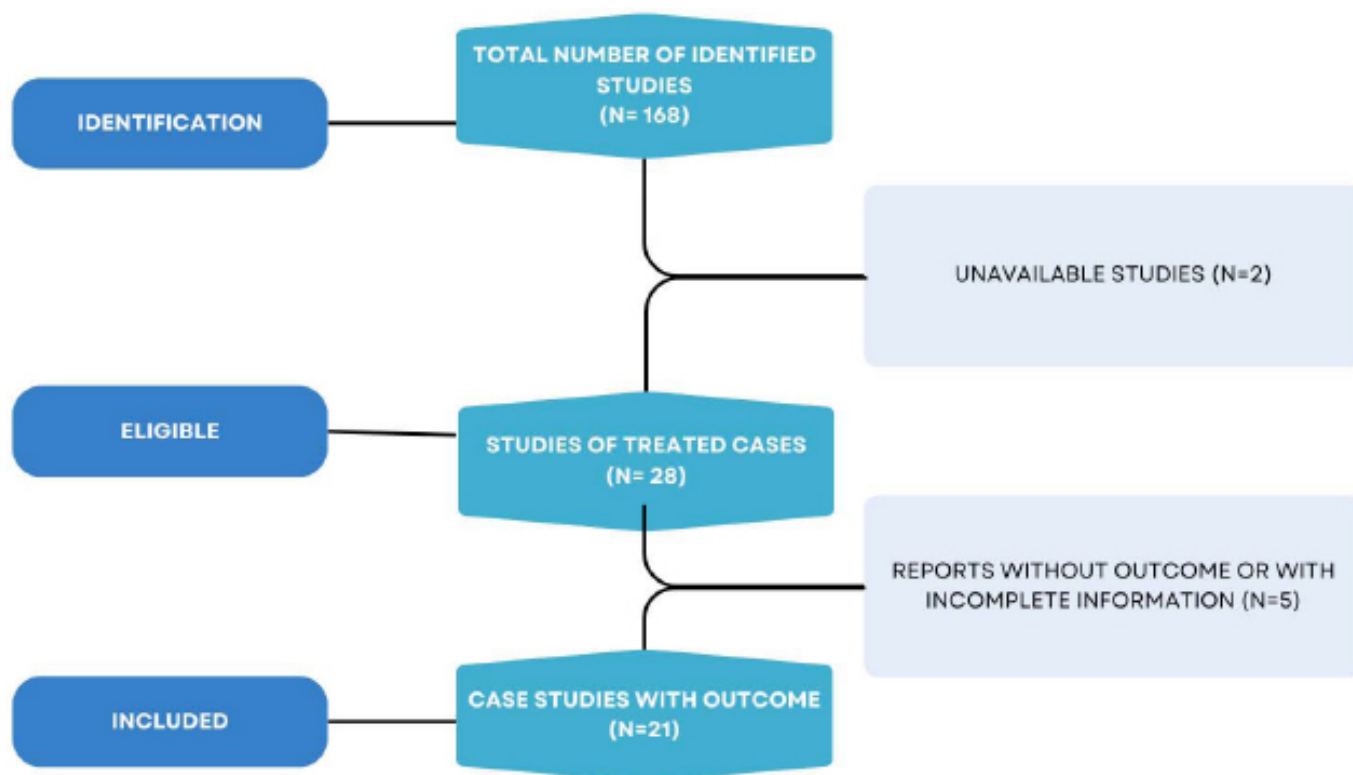 TOTAL NUMBER OF IDENTIFIED
STUDIES
(N= 168)
IDENTIFICATION
UNAVAILABLE STUDIES (N=2)
ELIGIBLE
STUDIES OF TREATED CASES
(N= 28)
REPORTS WITHOUT OUTCOME OR WITH
INCOMPLETE INFORMATION (N=5)
INCLUDED
CASE STUDIES WITH OUTCOME
(N=21)